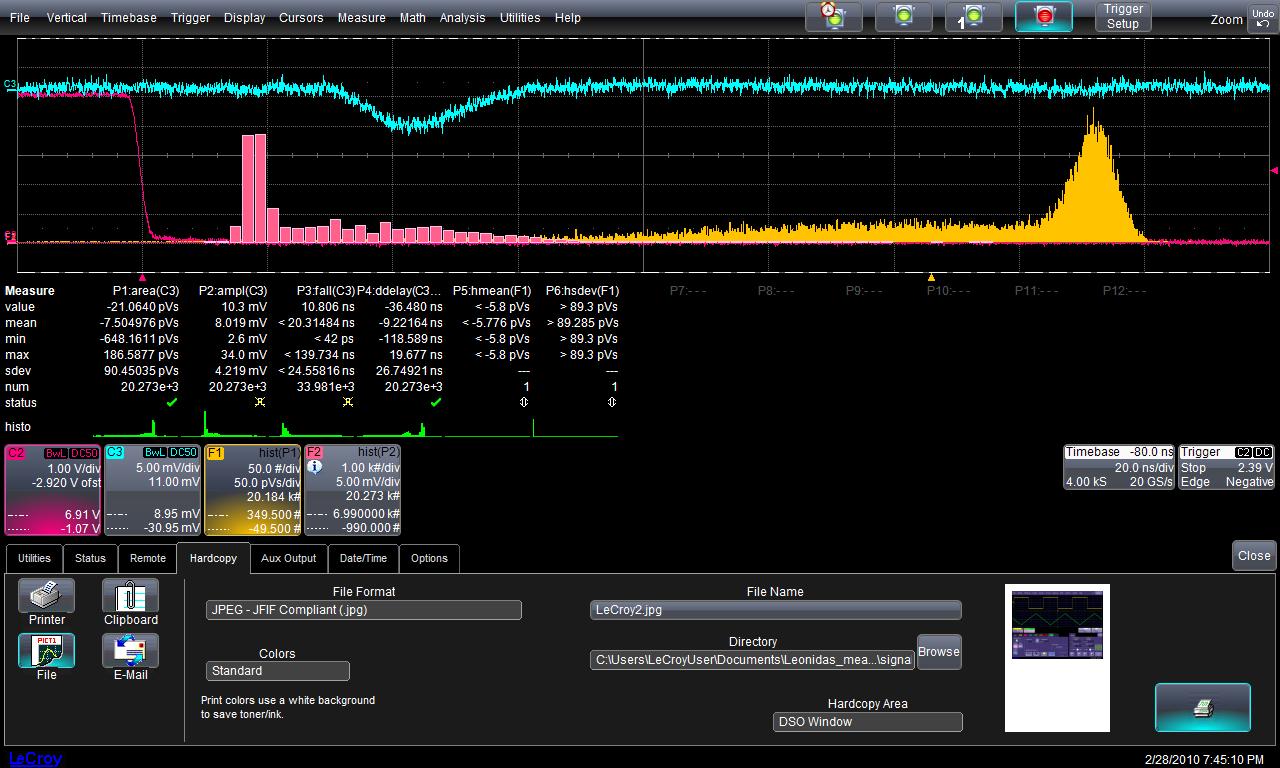 File Vertical Timebase Trigger Display Cursors Measure Math Analysis Utilities Help
1
Trigger Setup
Zoom
Undo
C3
Measure P1:area(C3) P2:ampl(C3) P3:fall(C3) P4:ddelay(C3... P5:hmean(F1) P6:hsdev(F1) P7:--- P8:--- P9:--- P10:--- P11:--- P12:---
value -21.0640 pVs 10.3 mV 10.806 ns -36.480 ns < -5.8 pVs > 89.3 pVs
mean -7.504976 pVs 8.019 mV < 20.31484 ns -9.22164 ns < -5.776 pVs > 89.285 pVs
min -648.1611 pVs 2.6 mV < 42 ps -118.589 ns < -5.8 pVs > 89.3 pVs
max 186.5877 pVs 34.0 mV < 139.734 ns 19.677 ns < -5.8 pVs > 89.3 pVs
sdev 90.45035 pVs 4.219 mV < 24.55816 ns 26.74921 ns --- ---
num 20.273e+3 20.273e+3 33.981e+3 20.273e+3 1 1
status
histo
C2 BwL DC50
1.00 V/div
-2.920 V ofst
6.91 V
-1.07 V
C3 BwL DC50
5.00 mV/div
11.00 mV
8.95 mV
-30.95 mV
F1 hist(P1)
50.0 #/div
50.0 pVs/div
20.184 k#
349.500 #
-49.500 #
F2 hist(P2)
1.00 k#/div
5.00 mV/div
20.273 k#
6.990000 k#
-990.000 #
Timebase -80.0 ns
20.0 ns/div
4.00 kS 20 GS/s
Trigger C2 DC
Stop 2.39 V
Edge Negative
Utilities Status Remote Hardcopy Aux Output Date/Time Options
Close
Printer
Clipboard
PICT1
File
E-Mail
File Format
JPEG - JFIF Compliant (.jpg)
Colors
Standard
Print colors use a white background
to save toner/ink.
File Name
LeCroy2.jpg
Directory
C:\Users\LeCroyUser\Documents\Leonidas_mea...\signa
Browse
Hardcopy Area
DSO Window
LeCroy
2/28/2010 7:45:10 PM